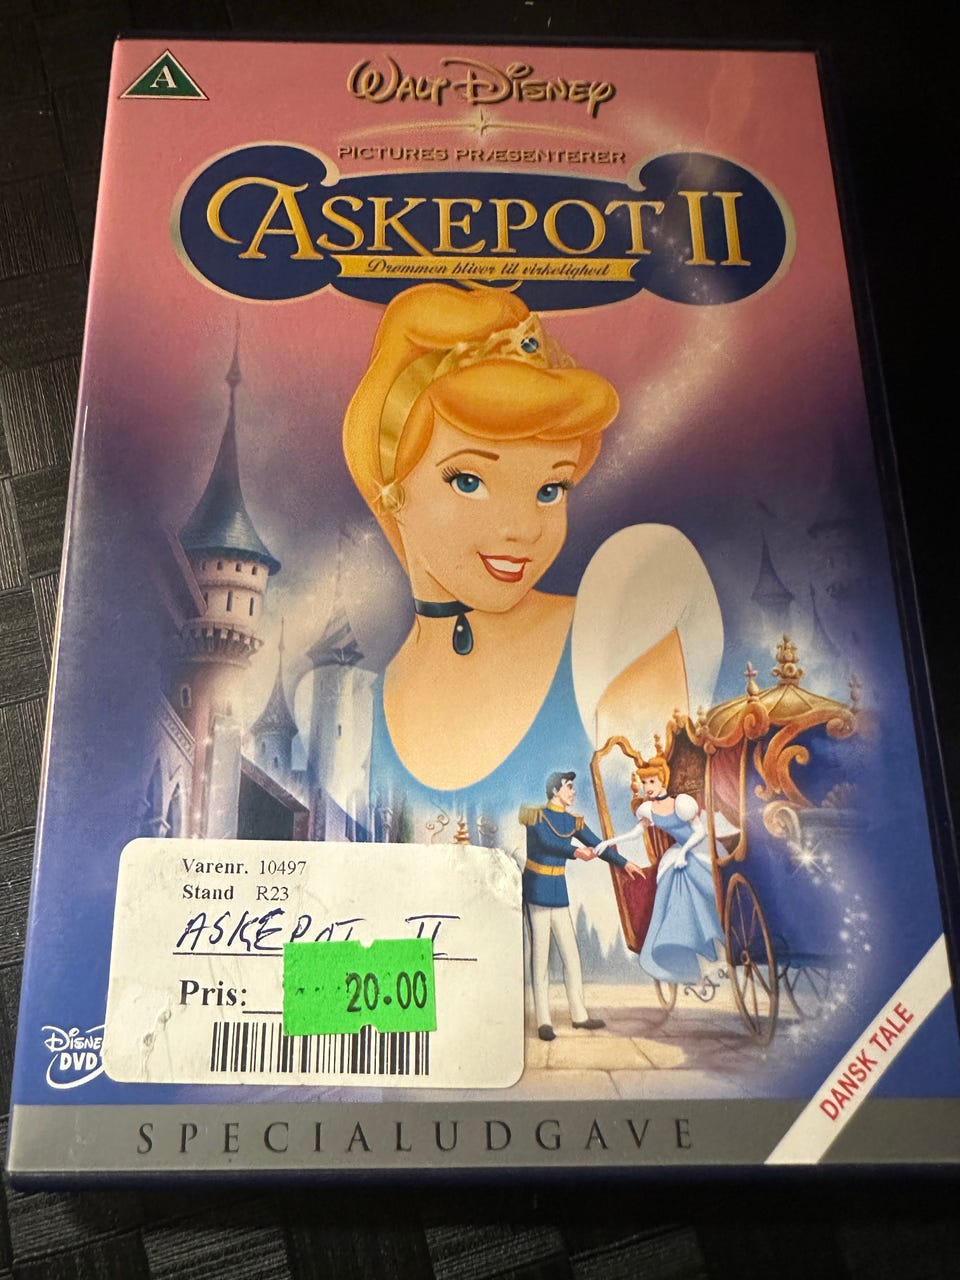 A
WALT DISNEY
PICTURES PRÆSENTERER
ASKEPOT II
Drømmen bliver til virkelighed
Varenr. 10497
Stand R23
ASKEPOT II
Pris:
20.00
DISNEY
DVD
DANSK TALE
SPECIALUDGAVE